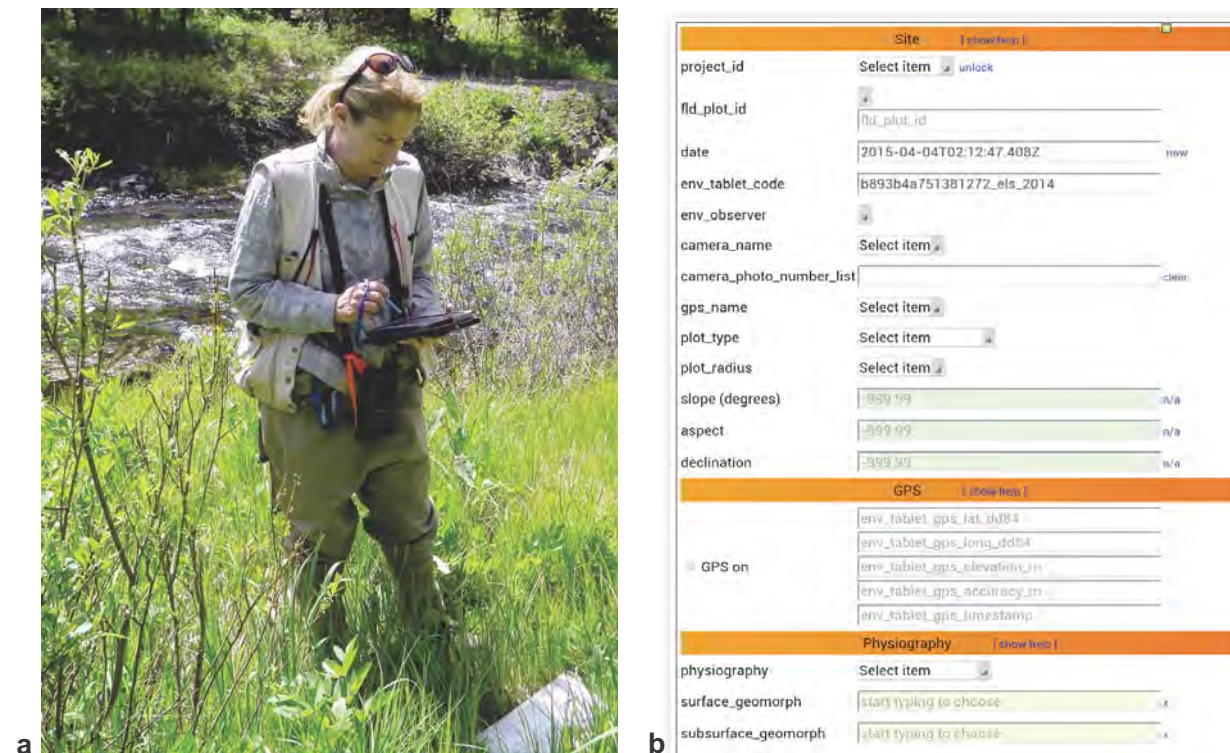 Site [ show help ]
project_id Select item unlock
fld_plot_id
fld_plot_id
date 2015-04-04T02:12:47.408Z now
env_tablet_code b893b4a751381272_els_2014
env_observer
camera_name Select item
camera_photo_number_list clear
gps_name Select item
plot_type Select item
plot_radius Select item
slope (degrees) -999.99 n/a
aspect -999.99 n/a
declination -999.99 n/a
GPS [ show help ]
env_tablet_gps_lat_dd84
env_tablet_gps_long_dd84
GPS on env_tablet_gps_elevation_m
env_tablet_gps_accuracy_m
env_tablet_gps_timestamp
Physiography [ show help ]
physiography Select item
surface_geomorph start typing to choose x
subsurface_geomorph start typing to choose x
a b